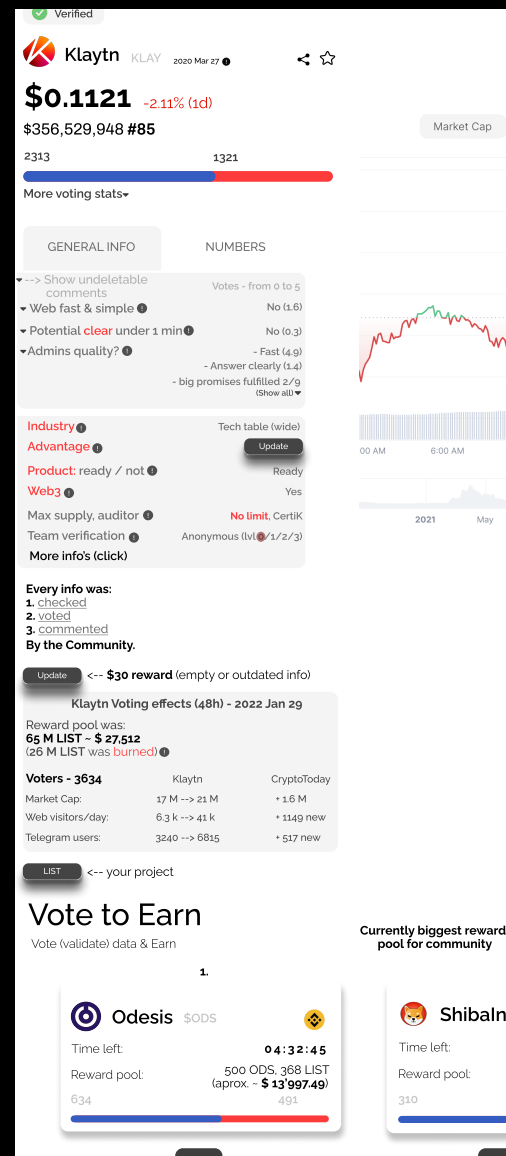 Verified
Klaytn KLAY 2020 Mar 27
$0.1121 -2.11% (1d)
$356,529,948 #85
Market Cap
2313 1321
More voting stats
GENERAL INFO NUMBERS
--> Show undeletable comments
Votes - from 0 to 5
Web fast & simple No (1.6)
Potential clear under 1 min No (0.3)
Admins quality? - Fast (4.9)
- Answer clearly (1.4)
- big promises fulfilled 2/9
(Show all)
Industry Tech table (wide)
Advantage Update
Product: ready / not Ready
Web3 Yes
Max supply, auditor No limit, CertiK
Team verification Anonymous (lvl 0/1/2/3)
More info's (click)
00 AM 6:00 AM
2021 May
Every info was:
1. checked
2. voted
3. commented
By the Community.
Update <-- $30 reward (empty or outdated info)
Klaytn Voting effects (48h) - 2022 Jan 29
Reward pool was:
65 M LIST ~ $ 27,512
(26 M LIST was burned)
Voters - 3634 Klaytn CryptoToday
Market Cap: 17 M --> 21 M + 1.6 M
Web visitors/day: 6.3 k --> 41 k + 1149 new
Telegram users: 3240 --> 6815 + 517 new
LIST <-- your project
Vote to Earn
Vote (validate) data & Earn
Currently biggest reward
pool for community
1.
Odesis $ODS
Time left: 04:32:45
Reward pool: 500 ODS, 368 LIST
(aprox. ~ $ 13'997.49)
634 491
ShibaIn
Time left:
Reward pool:
310